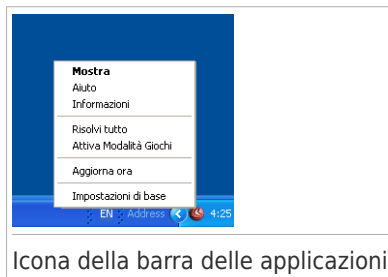 Mostra
Aiuto
Informazioni
Risolvi tutto
Attiva Modalità Giochi
Aggiorna ora
Impostazioni di base
EN Address 4:25
Icona della barra delle applicazioni